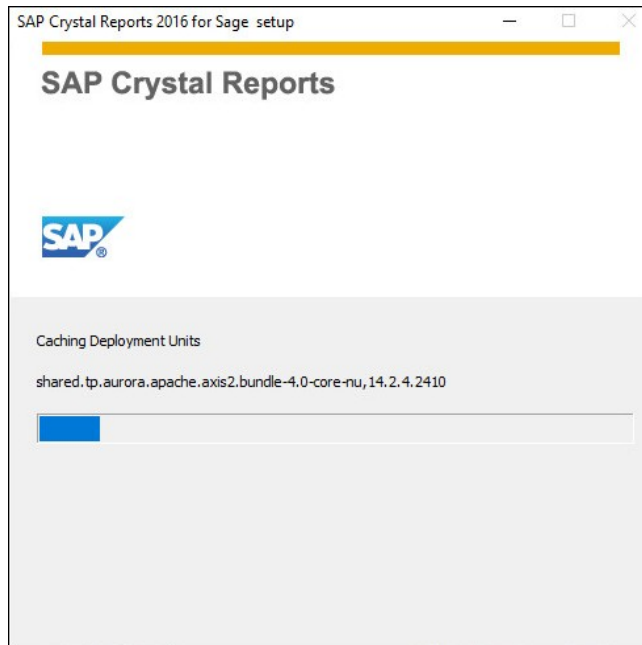 SAP Crystal Reports 2016 for Sage setup
SAP Crystal Reports
SAP®
Caching Deployment Units
shared.tp.aurora.apache.axis2.bundle-4.0-core-nu,14.2.4.2410